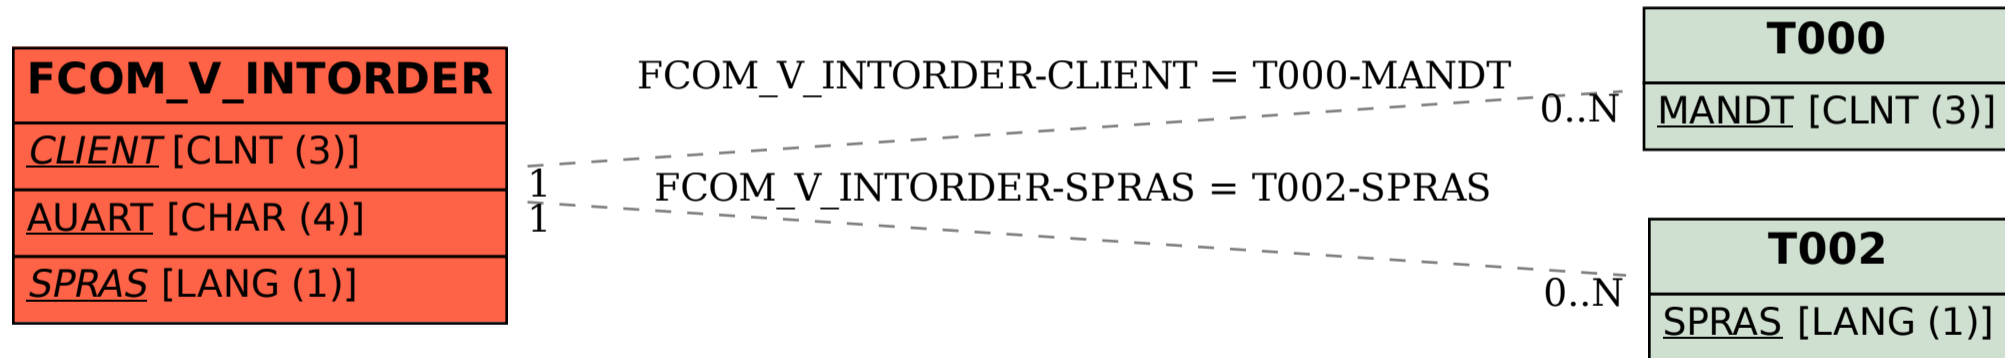 FCOM_V_INTORDER
CLIENT [CLNT (3)]
AUART [CHAR (4)]
SPRAS [LANG (1)]
FCOM_V_INTORDER-CLIENT = T000-MANDT
0..N
1
FCOM_V_INTORDER-SPRAS = T002-SPRAS
1
0..N
T000
MANDT [CLNT (3)]
T002
SPRAS [LANG (1)]